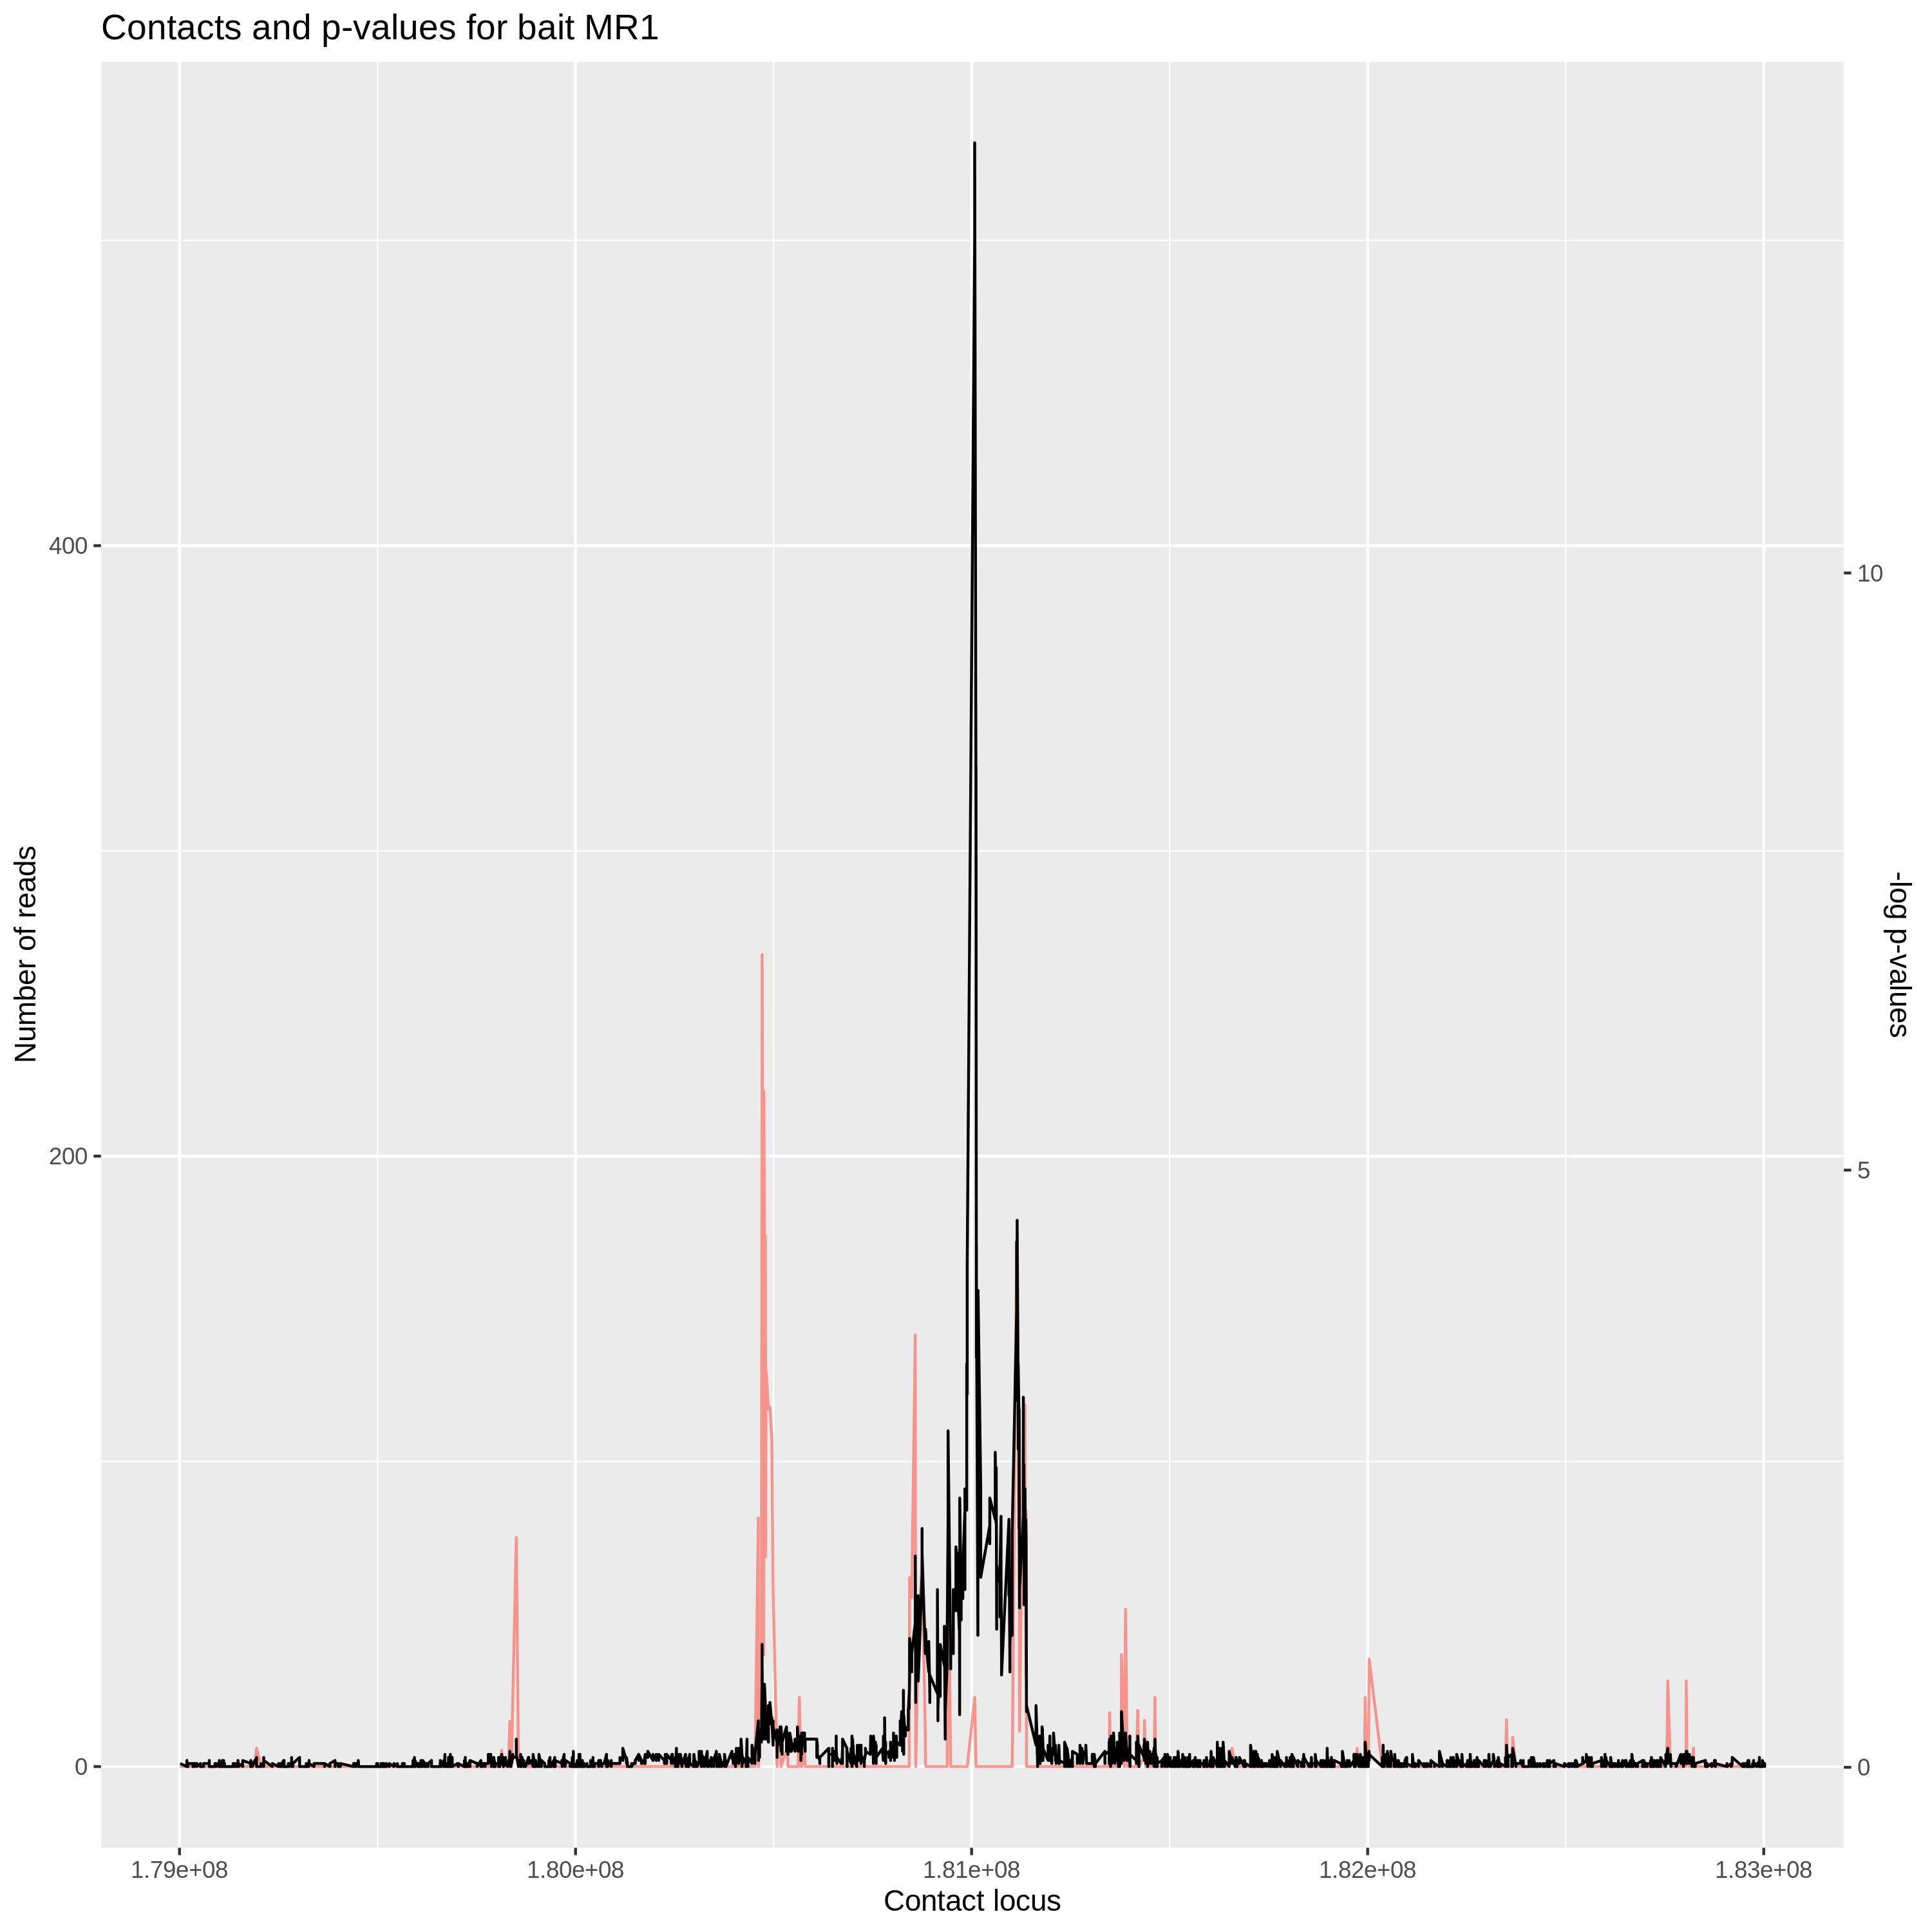 Contacts and p-values for bait MR1
Number of reads
400
200
0
10
5
0
-log p-values
1.79e+08
1.80e+08
1.81e+08
1.82e+08
1.83e+08
Contact locus